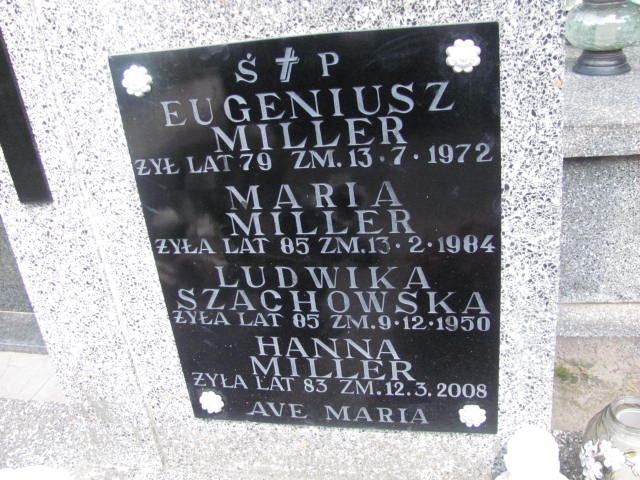 Ś P
EUGENIUSZ
MILLER
ŻYŁ LAT 79 ZM. 13·7·1972
MARIA
MILLER
ŻYŁA LAT 85 ZM. 13·2·1984
LUDWIKA
SZACHOWSKA
ŻYŁA LAT 85 ZM. 9·12·1950
HANNA
MILLER
ŻYŁA LAT 83 ZM. 12.3.2008
AVE MARIA